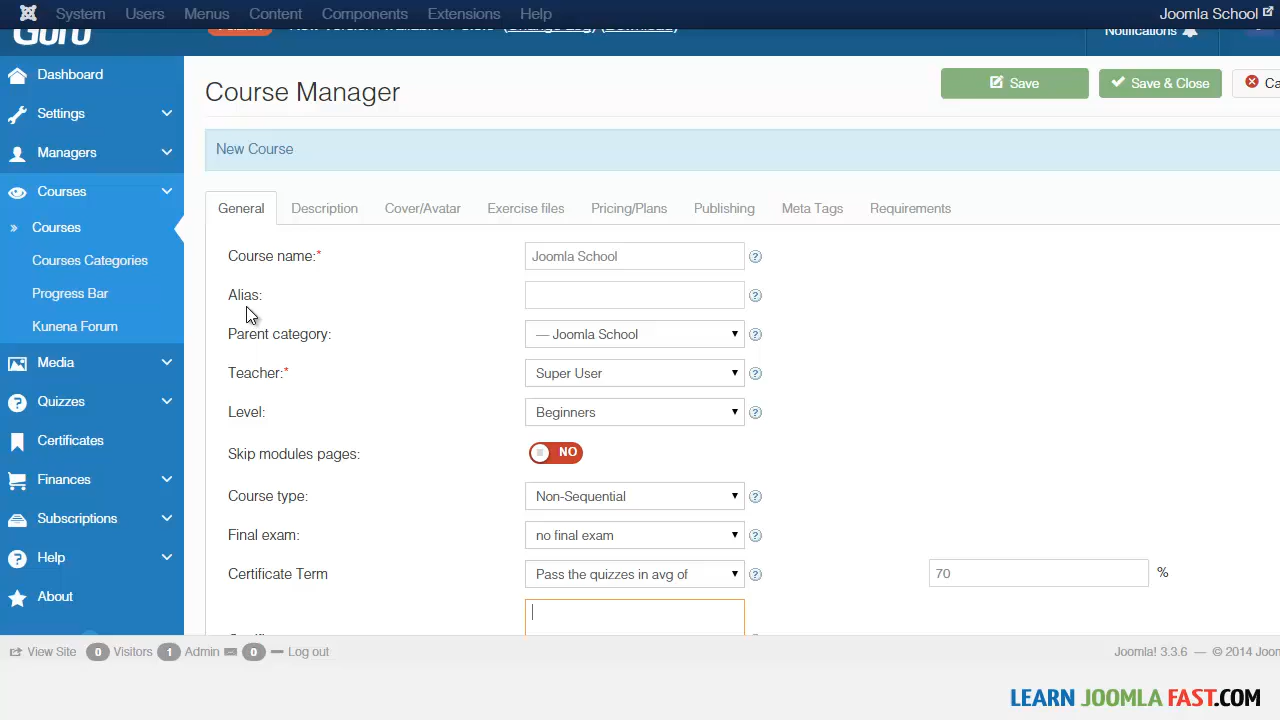 System Users Menus Content Components Extensions Help Joomla School
Guru
Notifications
Dashboard
Settings
Managers
Courses
» Courses
Courses Categories
Progress Bar
Kunena Forum
Media
Quizzes
Certificates
Finances
Subscriptions
Help
About
Course Manager
Save
Save & Close
Ca
New Course
General Description Cover/Avatar Exercise files Pricing/Plans Publishing Meta Tags Requirements
Course name:* Joomla School
Alias:
Parent category: — Joomla School
Teacher:* Super User
Level: Beginners
Skip modules pages: NO
Course type: Non-Sequential
Final exam: no final exam
Certificate Term Pass the quizzes in avg of 70 %
View Site 0 Visitors 1 Admin 0 Log out Joomla! 3.3.6 — © 2014 Joom
LEARN JOOMLA FAST.COM